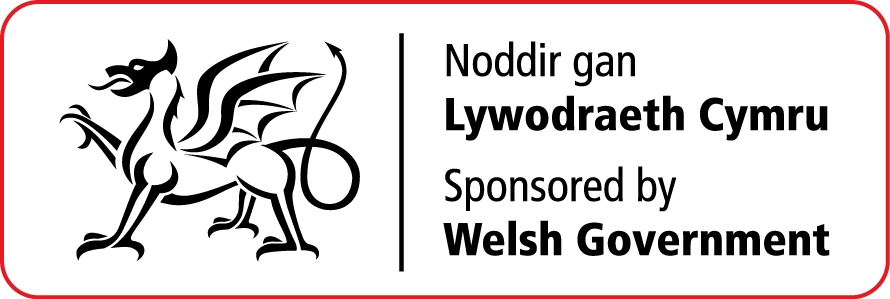 Noddir gan
Lywodraeth Cymru
Sponsored by
Welsh Government